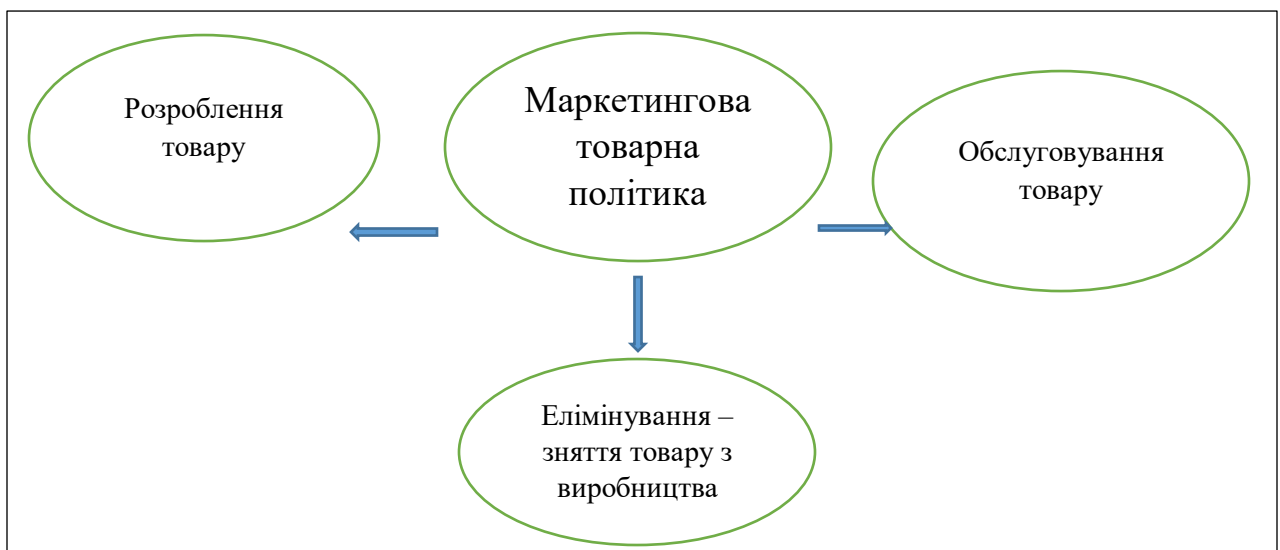 Розроблення
товару
Маркетингова
товарна
політика
Обслуговування
товару
Елімінування –
зняття товару з
виробництва